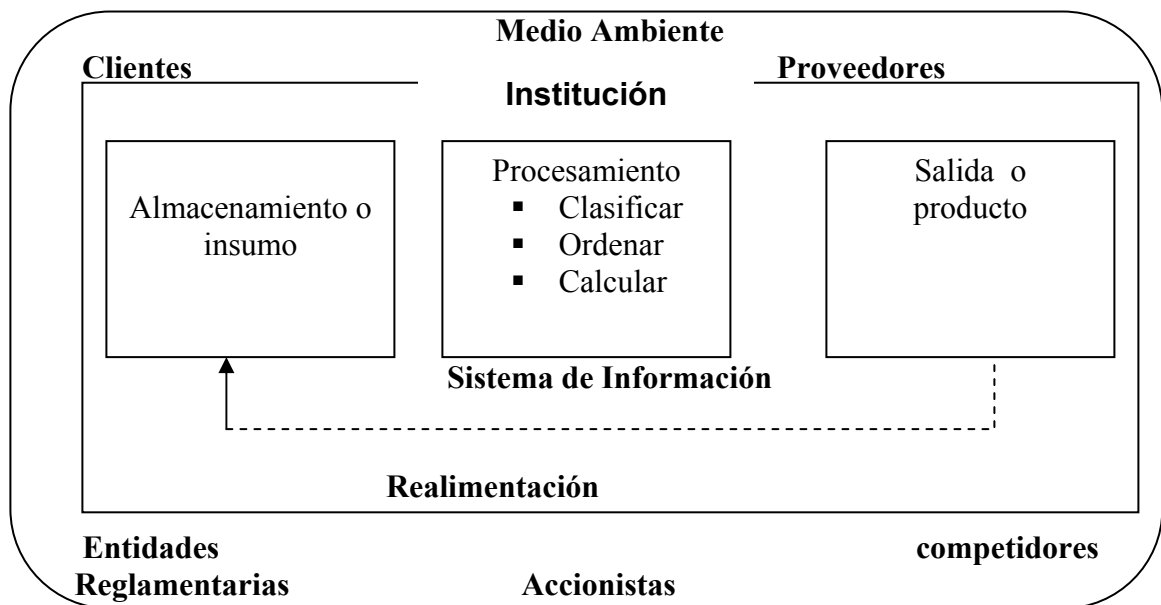 Medio Ambiente
Clientes
Proveedores
Institución
Almacenamiento o
insumo
Procesamiento
▪ Clasificar
▪ Ordenar
▪ Calcular
Salida o
producto
Sistema de Información
Realimentación
Entidades
Reglamentarias
Accionistas
competidores